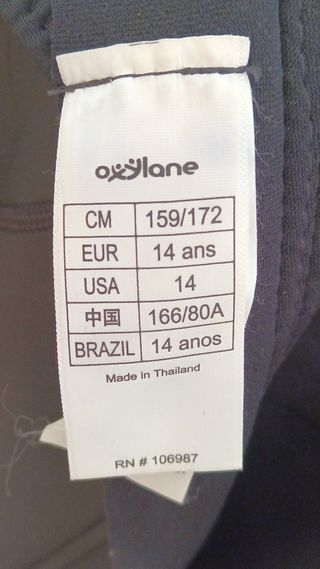 oxylane
CM 159/172
EUR 14 ans
USA 14
中国 166/80A
BRAZIL 14 anos
Made in Thailand
RN # 106987